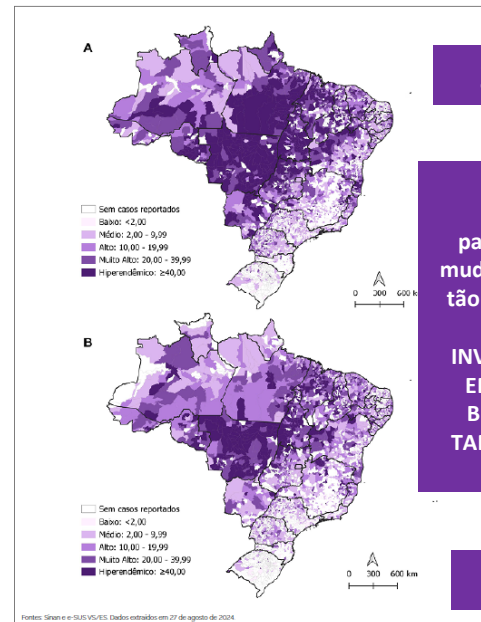 A
Sem casos reportados
Baixo: <2,00
Médio: 2,00 - 9,99
Alto: 10,00 - 19,99
Muito Alto: 20,00 - 39,99
Hiperendêmico: ≥40,00
0 300 600 km
B
Sem casos reportados
Baixo: <2,00
Médio: 2,00 - 9,99
Alto: 10,00 - 19,99
Muito Alto: 20,00 - 39,99
Hiperendêmico: ≥40,00
0 300 600 km
pa
mud
tão
INV
EI
B
TAI
Fontes: Sinan e e-SUS VS/ES. Dados extraídos em 27 de agosto de 2024